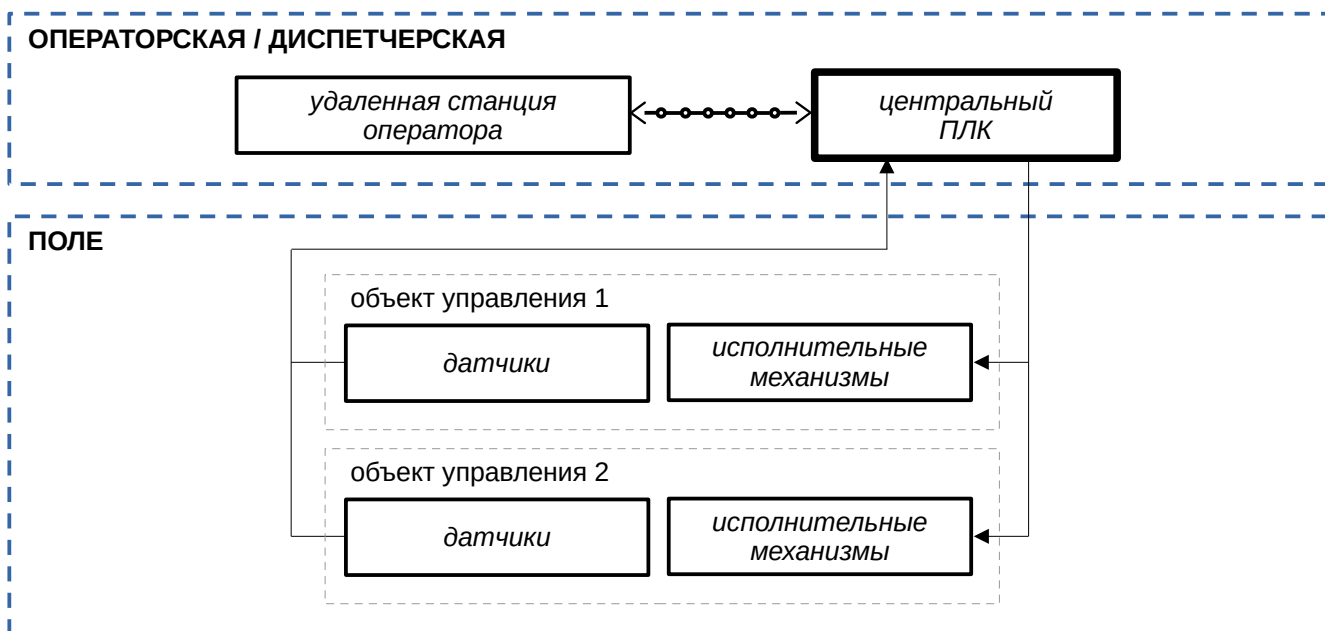 ОПЕРАТОРСКАЯ / ДИСПЕТЧЕРСКАЯ
удаленная станция
оператора
центральный
ПЛК
ПОЛЕ
объект управления 1
датчики
исполнительные
механизмы
объект управления 2
датчики
исполнительные
механизмы